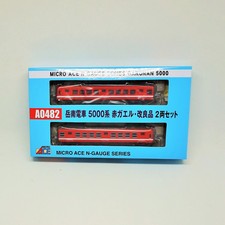 MICRO ACE N GAUGE SERIES GAKUNAN 5000
A0482 岳南電車 5000系 赤ガエル・改良品 2両セット
MICRO ACE N-GAUGE SERIES